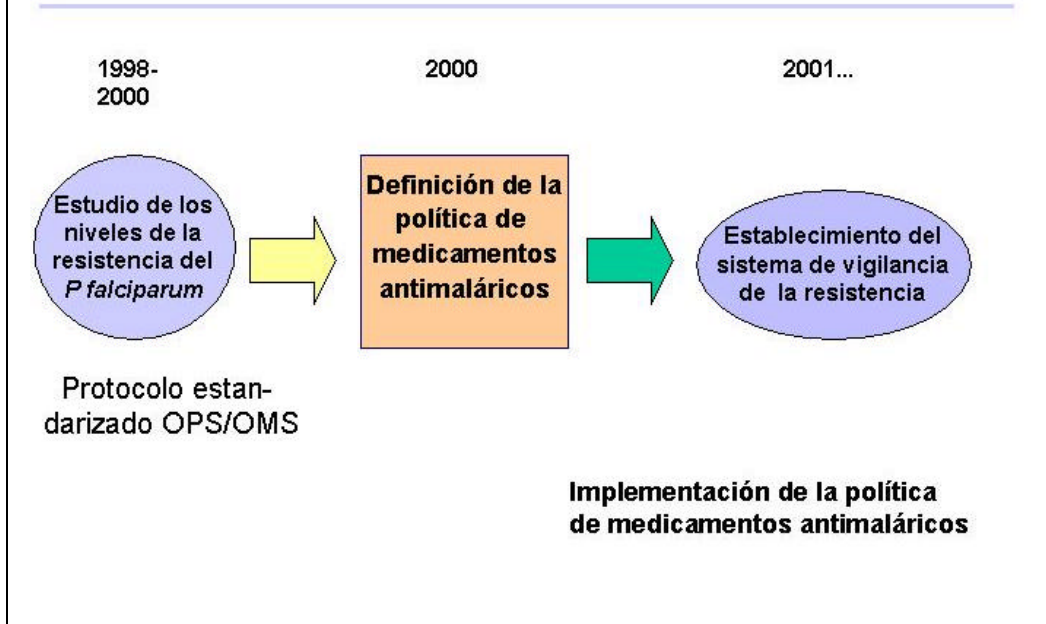 1998-
2000
2000
2001...
Estudio de los
niveles de la
resistencia del
P falciparum
Definición de la
política de
medicamentos
antimaláricos
Establecimiento del
sistema de vigilancia
de la resistencia
Protocolo estan-
darizado OPS/OMS
Implementación de la política
de medicamentos antimaláricos